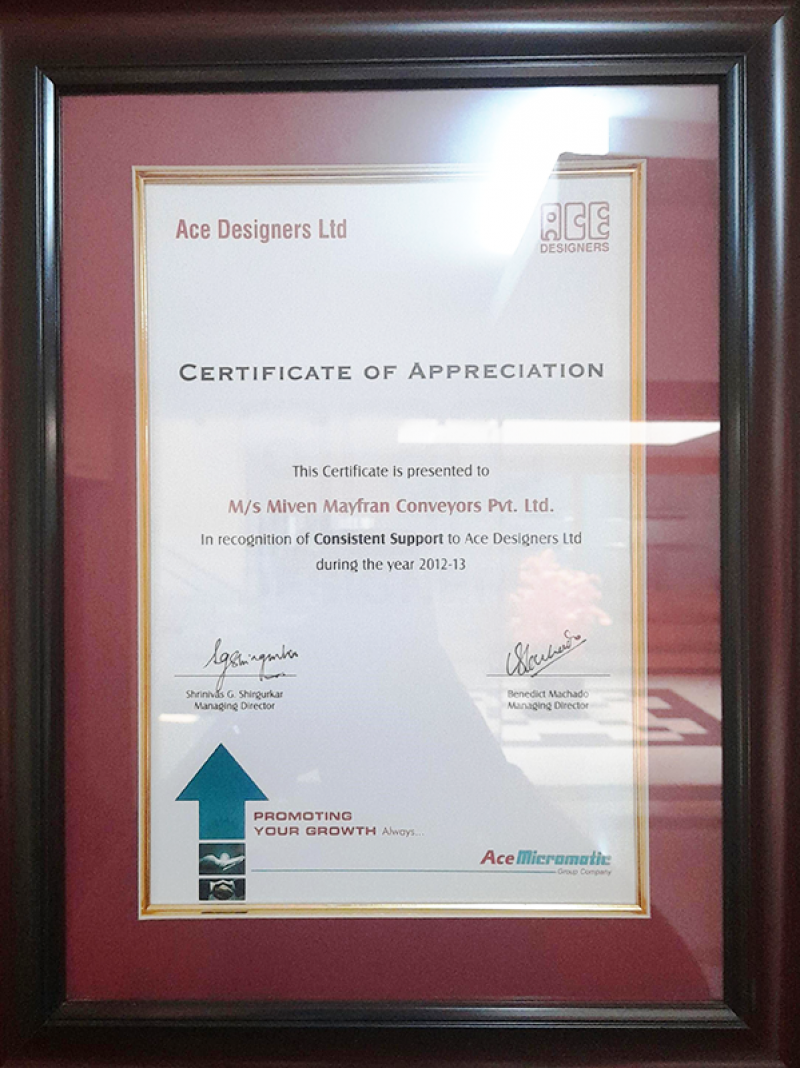 Ace Designers Ltd
ACE
DESIGNERS
CERTIFICATE OF APPRECIATION
This Certificate is presented to
M/s Miven Mayfran Conveyors Pvt. Ltd.
In recognition of Consistent Support to Ace Designers Ltd
during the year 2012-13
Shrinivas G. Shirgurkar
Managing Director
Benedict Machado
Managing Director
PROMOTING
YOUR GROWTH Always...
Ace Micromatic
Group Company